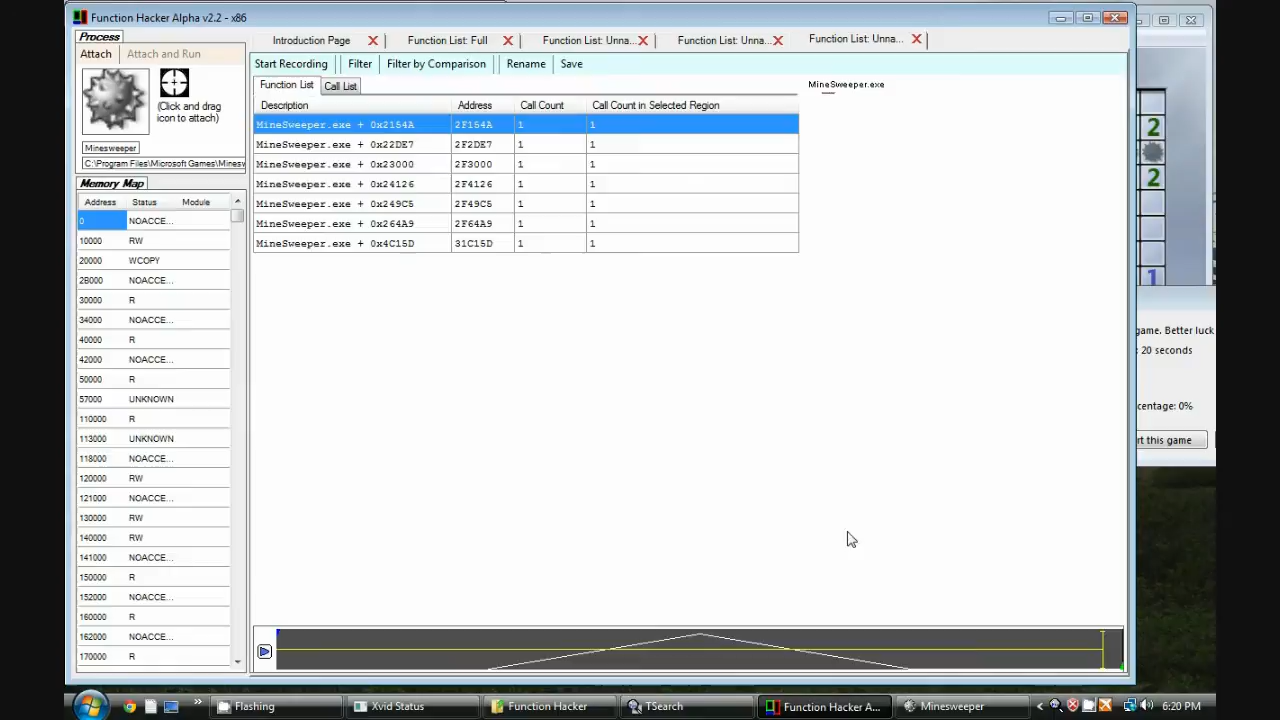 Function Hacker Alpha v2.2 - x86
Process
Attach
Attach and Run
(Click and drag
icon to attach)
Minesweeper
C:\Program Files\Microsoft Games\Minesw
Memory Map
Address Status Module
0 NOACCE...
10000 RW
20000 WCOPY
2B000 NOACCE...
30000 R
34000 NOACCE...
40000 R
42000 NOACCE...
50000 R
57000 UNKNOWN
110000 R
113000 UNKNOWN
118000 NOACCE...
120000 RW
121000 NOACCE...
130000 RW
140000 RW
141000 NOACCE...
150000 R
152000 NOACCE...
160000 R
162000 NOACCE...
170000 R
Introduction Page
Function List: Full
Function List: Unna...
Function List: Unna...
Function List: Unna...
Start Recording
Filter
Filter by Comparison
Rename
Save
Function List
Call List
Description Address Call Count Call Count in Selected Region
MineSweeper.exe + 0x2154A 2F154A 1 1
MineSweeper.exe + 0x22DE7 2F2DE7 1 1
MineSweeper.exe + 0x23000 2F3000 1 1
MineSweeper.exe + 0x24126 2F4126 1 1
MineSweeper.exe + 0x249C5 2F49C5 1 1
MineSweeper.exe + 0x264A9 2F64A9 1 1
MineSweeper.exe + 0x4C15D 31C15D 1 1
MineSweeper.exe
2
2
1
game. Better luck
: 20 seconds
centage: 0%
rt this game
Flashing
Xvid Status
Function Hacker
TSearch
Function Hacker A...
Minesweeper
6:20 PM